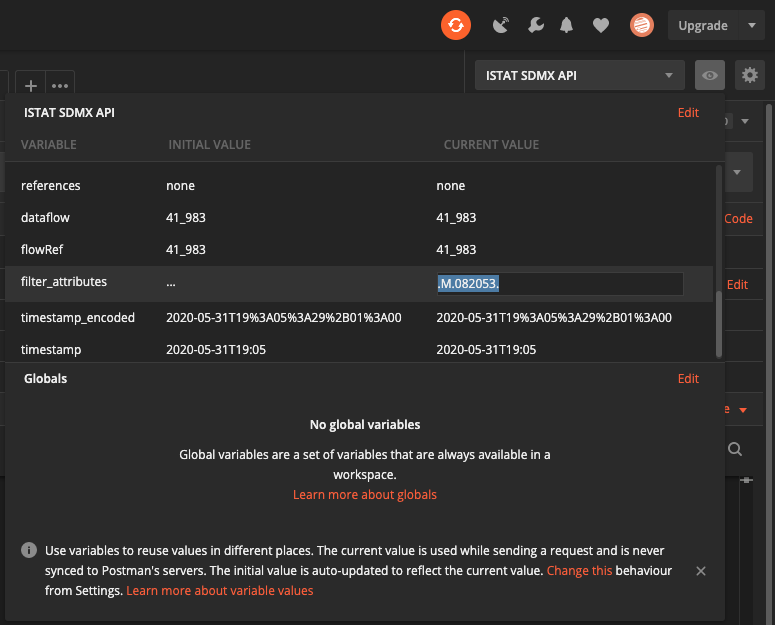 Upgrade
ISTAT SDMX API
ISTAT SDMX API Edit
VARIABLE INITIAL VALUE CURRENT VALUE
references none none
dataflow 41_983 41_983
Code
flowRef 41_983 41_983
filter_attributes ... .M.082053.
Edit
timestamp_encoded 2020-05-31T19%3A05%3A29%2B01%3A00 2020-05-31T19%3A05%3A29%2B01%3A00
timestamp 2020-05-31T19:05 2020-05-31T19:05
Globals Edit
No global variables
Global variables are a set of variables that are always available in a
workspace.
Learn more about globals
Use variables to reuse values in different places. The current value is used while sending a request and is never
synced to Postman's servers. The initial value is auto-updated to reflect the current value. Change this behaviour
from Settings. Learn more about variable values